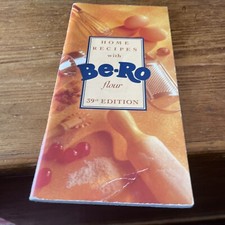 HOME
RECIPES
with
Be-Ro
flour
39th EDITION